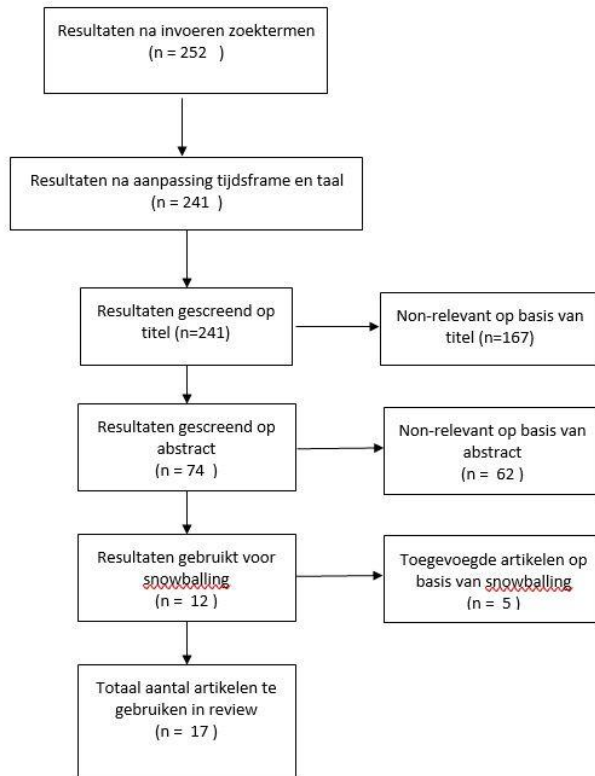 Resultaten na invoeren zoektermen
(n = 252 )
Resultaten na aanpassing tijdsframe en taal
(n = 241 )
Resultaten gescreend op
titel (n=241)
Non-relevant op basis van
titel (n=167)
Resultaten gescreend op
abstract
(n = 74 )
Non-relevant op basis van
abstract
(n = 62 )
Resultaten gebruikt voor
snowballing
(n = 12 )
Toegevoegde artikelen op
basis van snowballing
(n = 5 )
Totaal aantal artikelen te
gebruiken in review
(n = 17 )